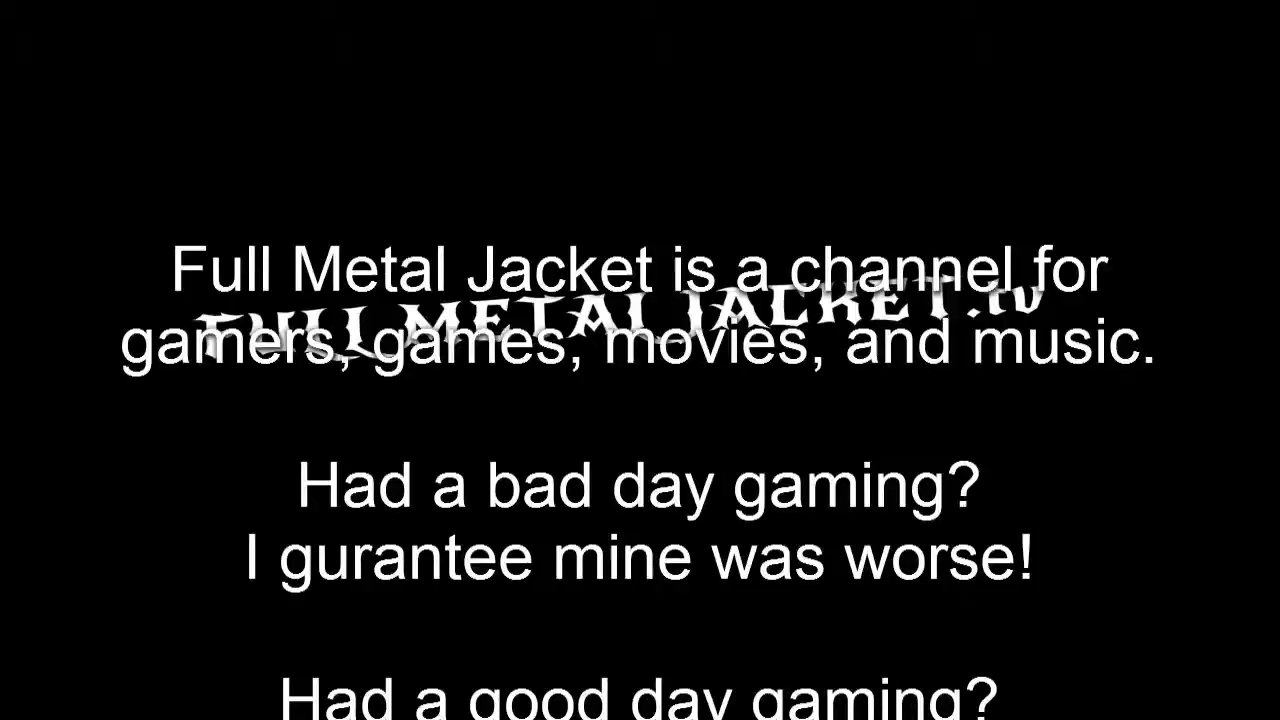 Full Metal Jacket is a channel for
FULL METAL JACKET.tv
gamers, games, movies, and music.
Had a bad day gaming?
I gurantee mine was worse!
Had a good day gaming?